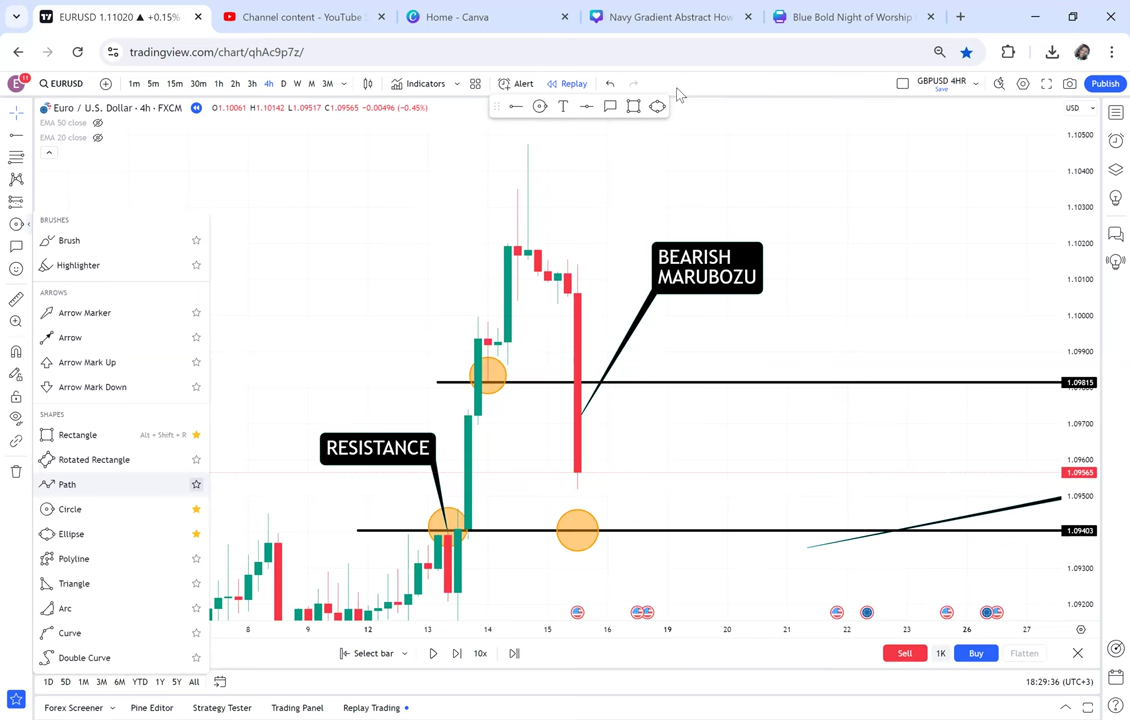 EURUSD 1.11020 ▲ +0.15%
Channel content - YouTube
Home - Canva
Navy Gradient Abstract How
Blue Bold Night of Worship
tradingview.com/chart/qhAc9p7z/
E 11 EURUSD 1m 5m 15m 30m 1h 2h 3h 4h D W M 3M Indicators Alert Replay GBPUSD 4HR Save Publish
Euro / U.S. Dollar · 4h · FXCM O1.10061 H1.10142 L1.09517 C1.09565 -0.00496 (-0.45%)
USD
EMA 50 close
EMA 20 close
1.10500
1.10400
1.10300
1.10200
1.10100
1.10000
1.09900
1.09815
1.09700
1.09600
1.09565
1.09500
1.09403
1.09300
1.09200
BRUSHES
Brush
Highlighter
ARROWS
Arrow Marker
Arrow
Arrow Mark Up
Arrow Mark Down
SHAPES
Rectangle Alt + Shift + R
Rotated Rectangle
Path
Circle
Ellipse
Polyline
Triangle
Arc
Curve
Double Curve
BEARISH
MARUBOZU
RESISTANCE
8 9 12 13 14 15 16 19 20 21 22 23 26 27
Select bar 10x Sell 1K Buy Flatten
1D 5D 1M 3M 6M YTD 1Y 5Y All 18:29:36 (UTC+3)
Forex Screener Pine Editor Strategy Tester Trading Panel Replay Trading